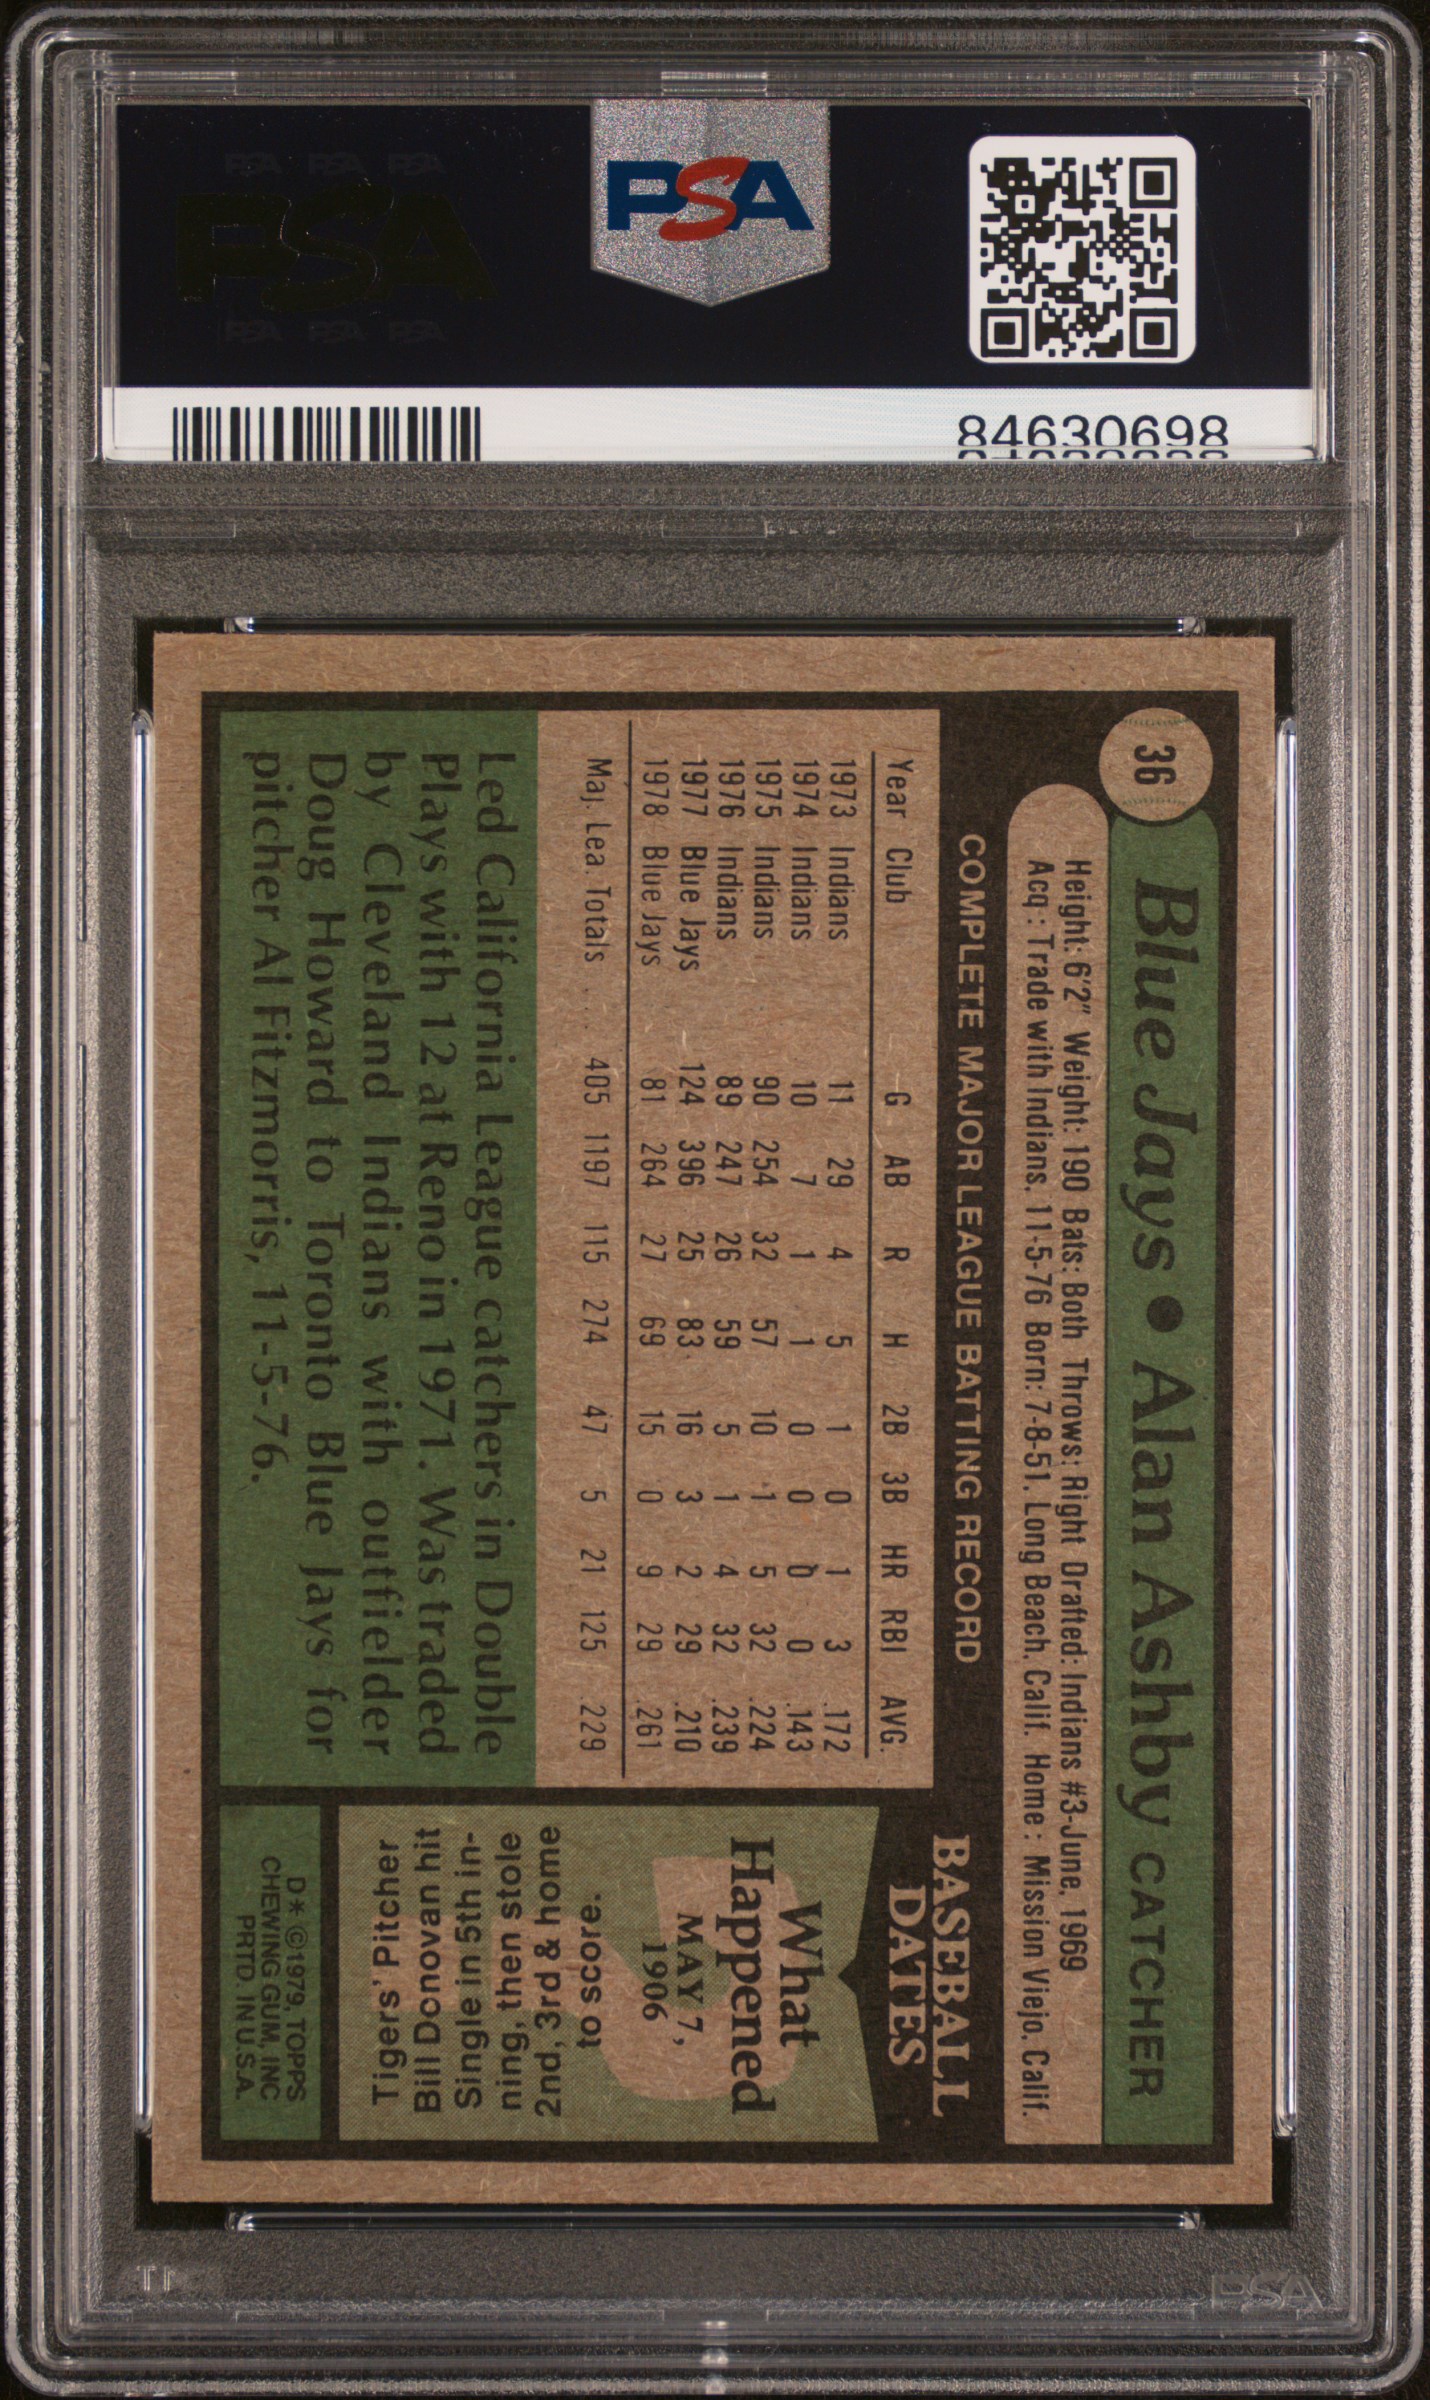 PSA PSA PSA
PSA
PSA PSA PSA
PSA
84630698
36
Blue Jays • Alan Ashby CATCHER
Height: 6'2" Weight: 190 Bats: Both Throws: Right Drafted: Indians #3-June, 1969
Acq.: Trade with Indians, 11-5-76 Born: 7-8-51, Long Beach, Calif. Home: Mission Viejo, Calif.
COMPLETE MAJOR LEAGUE BATTING RECORD
Year Club G AB R H 2B 3B HR RBI AVG.
1973 Indians 11 29 4 5 1 0 1 3 .172
1974 Indians 10 7 1 1 0 0 0 0 .143
1975 Indians 90 254 32 57 10 1 5 32 .224
1976 Indians 89 247 26 59 5 1 4 32 .239
1977 Blue Jays 124 396 25 83 16 3 2 29 .210
1978 Blue Jays 81 264 27 69 15 0 9 29 .261
Maj. Lea. Totals ... 405 1197 115 274 47 5 21 125 .229
Led California League catchers in Double
Plays with 12 at Reno in 1971. Was traded
by Cleveland Indians with outfielder
Doug Howard to Toronto Blue Jays for
pitcher Al Fitzmorris, 11-5-76.
BASEBALL
DATES
What
Happened
MAY 7,
1906
to score.
2nd, 3rd & home
ning, then stole
Single in 5th in-
Bill Donovan hit
Tigers' Pitcher
D* ©1979, TOPPS
CHEWING GUM, INC
PRTD. IN U.S.A.
PSA